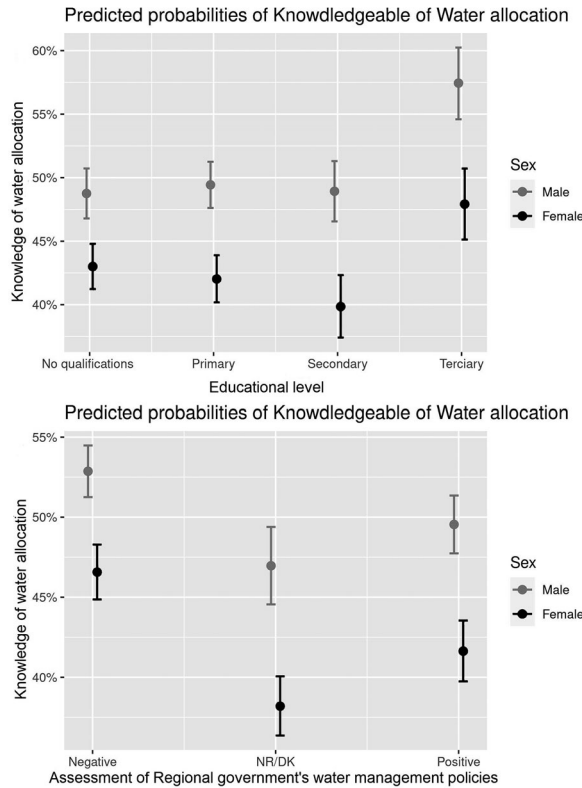 Predicted probabilities of Knowdledgeable of Water allocation
60%
55%
50%
45%
40%
Knowledge of water allocation
Sex
Male
Female
No qualifications Primary Secondary Terciary
Educational level
Predicted probabilities of Knowdledgeable of Water allocation
55%
50%
45%
40%
Knowledge of water allocation
Sex
Male
Female
Negative NR/DK Positive
Assessment of Regional government's water management policies